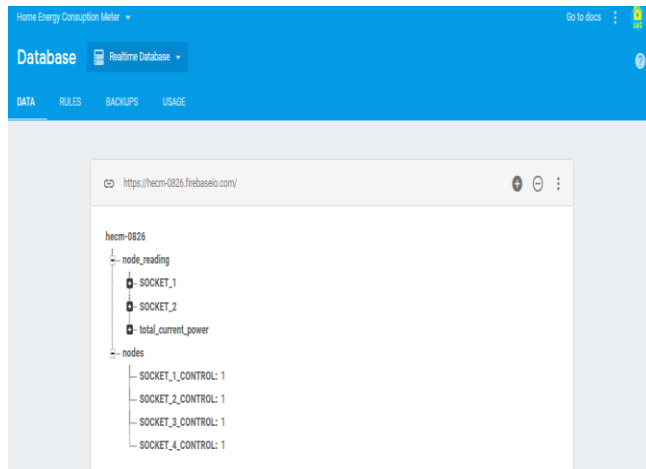 Home Energy Consuption Meter
Go to docs
Database
Realtime Database
DATA RULES BACKUPS USAGE
https://hecm-0826.firebaseio.com/
hecm-0826
node_reading
SOCKET_1
SOCKET_2
total_current_power
nodes
SOCKET_1_CONTROL: 1
SOCKET_2_CONTROL: 1
SOCKET_3_CONTROL: 1
SOCKET_4_CONTROL: 1